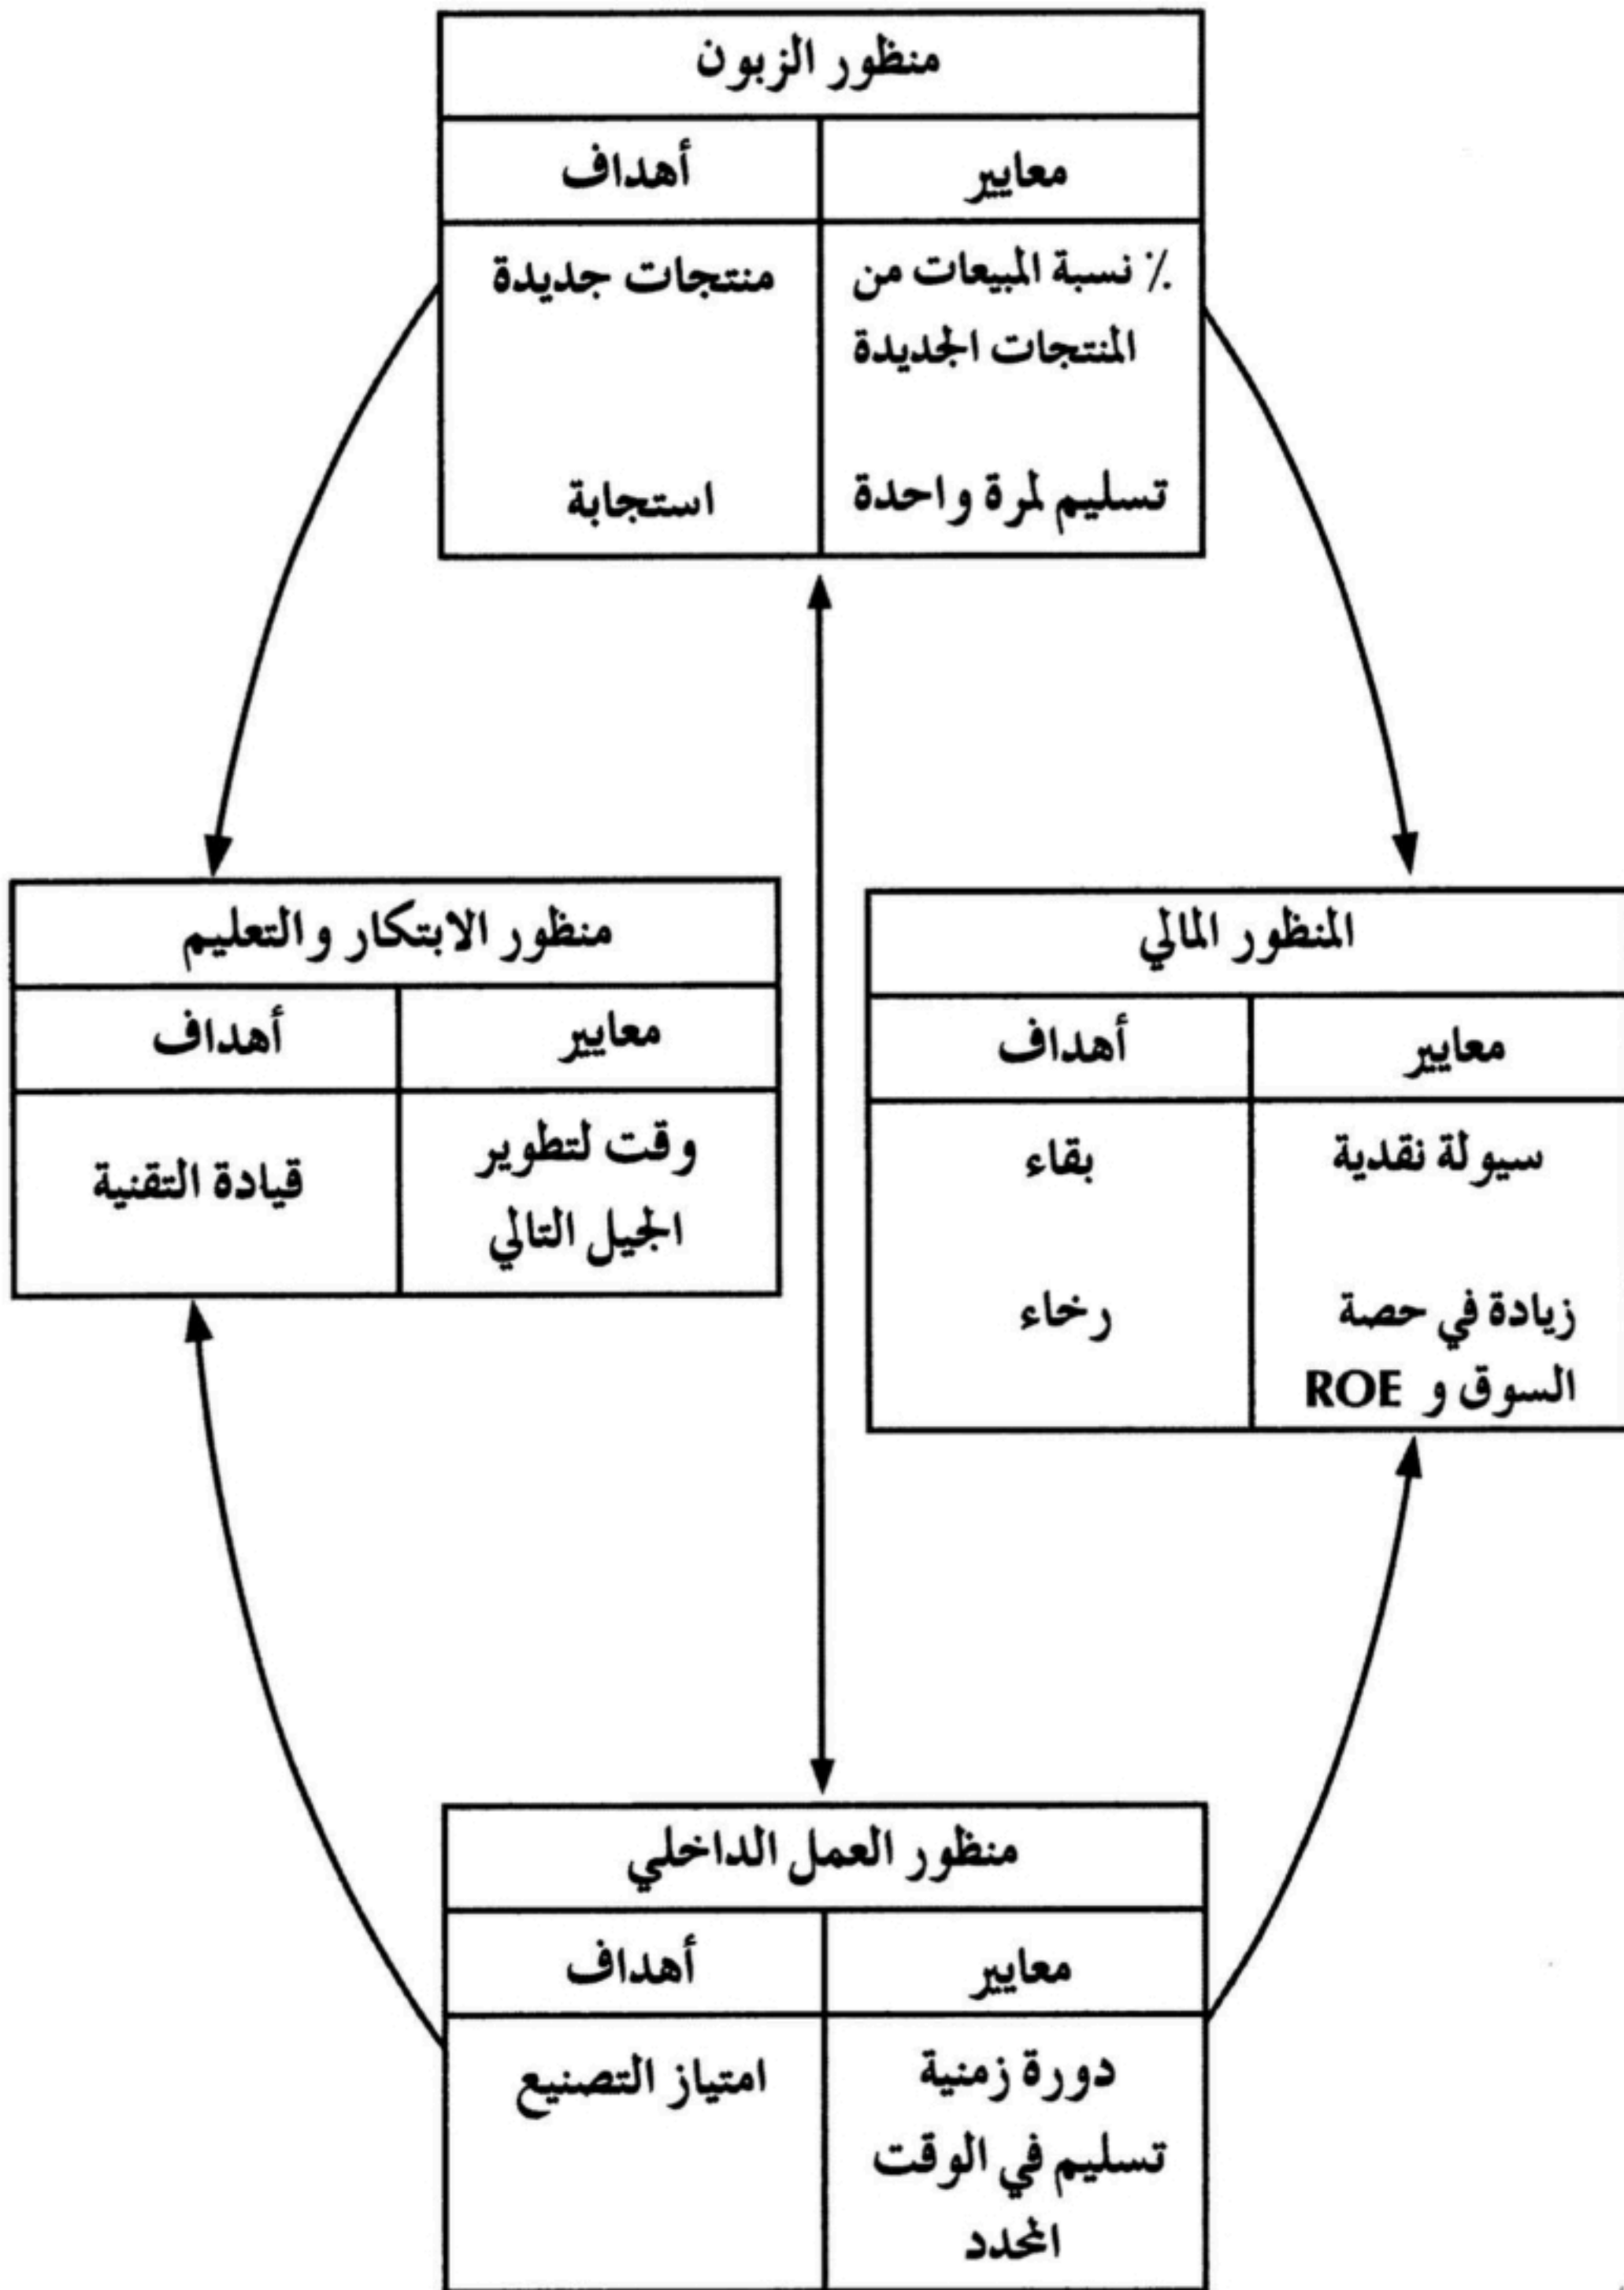 منظور الزبون
معايير
أهداف
٪ نسبة المبيعات من
المنتجات الجديدة
منتجات جديدة
تسليم لمرة واحدة
استجابة
المنظور المالي
معايير
أهداف
سيولة نقدية
بقاء
زيادة في حصة
السوق و ROE
رخاء
منظور الابتكار والتعليم
معايير
أهداف
وقت لتطوير
الجيل التالي
قيادة التقنية
منظور العمل الداخلي
معايير
أهداف
دورة زمنية
امتياز التصنيع
تسليم في الوقت
المحدد